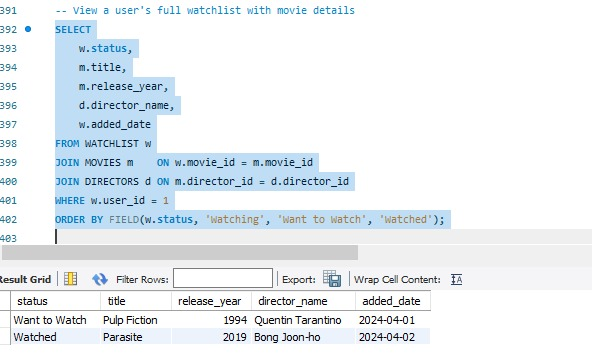 391 -- View a user's full watchlist with movie details
392 SELECT
393 w.status,
394 m.title,
395 m.release_year,
396 d.director_name,
397 w.added_date
398 FROM WATCHLIST w
399 JOIN MOVIES m ON w.movie_id = m.movie_id
400 JOIN DIRECTORS d ON m.director_id = d.director_id
401 WHERE w.user_id = 1
402 ORDER BY FIELD(w.status, 'Watching', 'Want to Watch', 'Watched');
403
Result Grid Filter Rows: Export: Wrap Cell Content: IA
status title release_year director_name added_date
Want to Watch Pulp Fiction 1994 Quentin Tarantino 2024-04-01
Watched Parasite 2019 Bong Joon-ho 2024-04-02